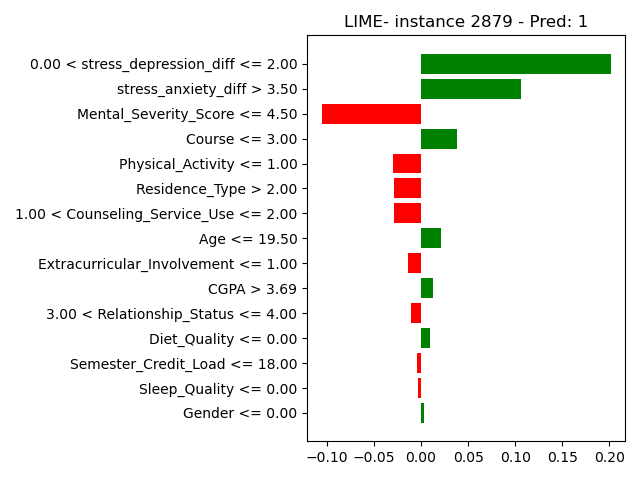 LIME- instance 2879 - Pred: 1
0.00 < stress_depression_diff <= 2.00
stress_anxiety_diff > 3.50
Mental_Severity_Score <= 4.50
Course <= 3.00
Physical_Activity <= 1.00
Residence_Type > 2.00
1.00 < Counseling_Service_Use <= 2.00
Age <= 19.50
Extracurricular_Involvement <= 1.00
CGPA > 3.69
3.00 < Relationship_Status <= 4.00
Diet_Quality <= 0.00
Semester_Credit_Load <= 18.00
Sleep_Quality <= 0.00
Gender <= 0.00
−0.10 −0.05 0.00 0.05 0.10 0.15 0.20